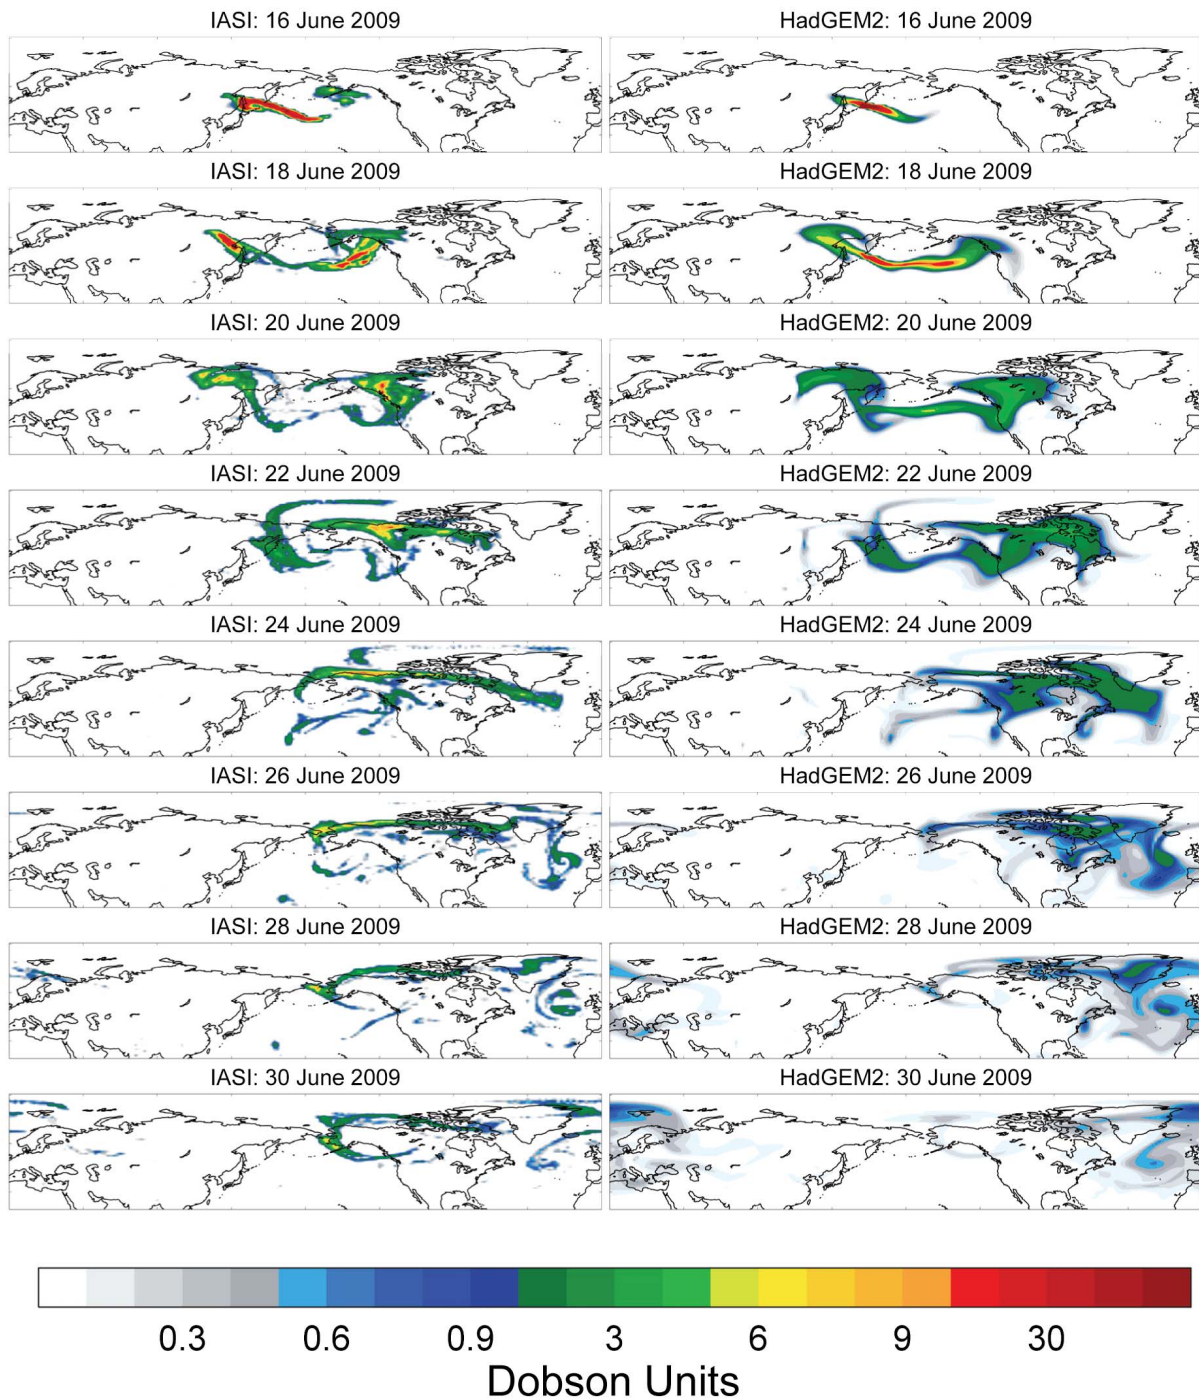 IASI: 16 June 2009 HadGEM2: 16 June 2009
IASI: 18 June 2009 HadGEM2: 18 June 2009
IASI: 20 June 2009 HadGEM2: 20 June 2009
IASI: 22 June 2009 HadGEM2: 22 June 2009
IASI: 24 June 2009 HadGEM2: 24 June 2009
IASI: 26 June 2009 HadGEM2: 26 June 2009
IASI: 28 June 2009 HadGEM2: 28 June 2009
IASI: 30 June 2009 HadGEM2: 30 June 2009
0.3 0.6 0.9 3 6 9 30
Dobson Units